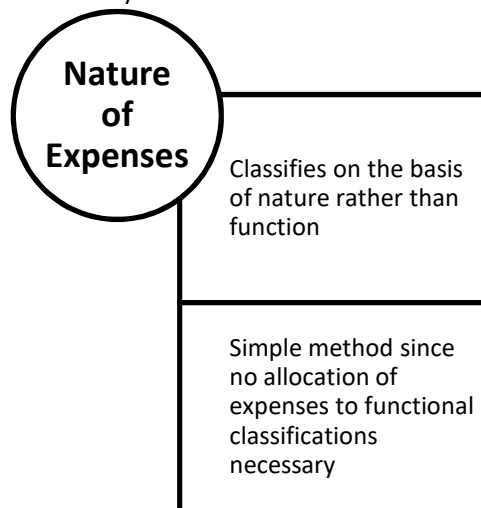 Nature
of
Expenses
Classifies on the basis
of nature rather than
function
Simple method since
no allocation of
expenses to functional
classifications
necessary